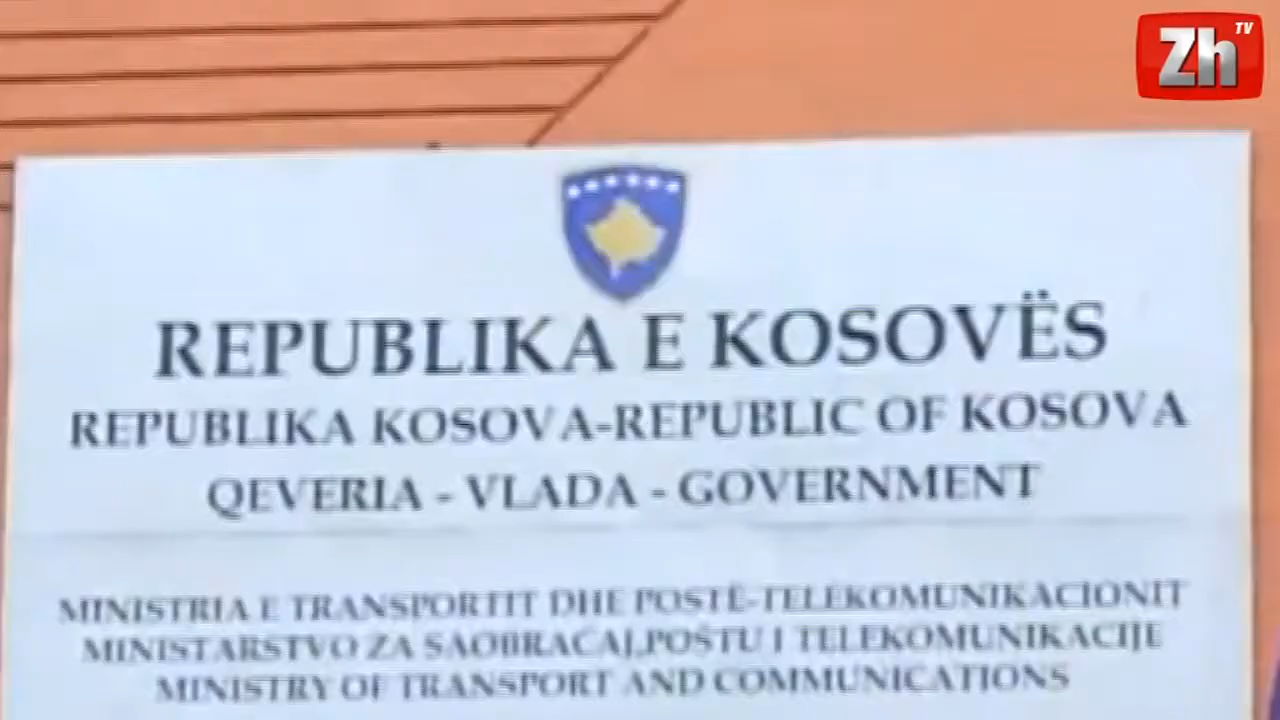 Zh TV
REPUBLIKA E KOSOVËS
REPUBLIKA KOSOVA-REPUBLIC OF KOSOVA
QEVERIA - VLADA - GOVERNMENT
MINISTRIA E TRANSPORTIT DHE POSTË-TELEKOMUNIKACIONIT
MINISTARSTVO ZA SAOBRAĆAJ,POŠTU I TELEKOMUNIKACIJE
MINISTRY OF TRANSPORT AND COMMUNICATIONS